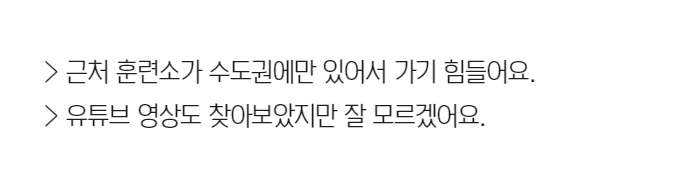 > 근처 훈련소가 수도권에만 있어서 가기 힘들어요.
> 유튜브 영상도 찾아보았지만 잘 모르겠어요.